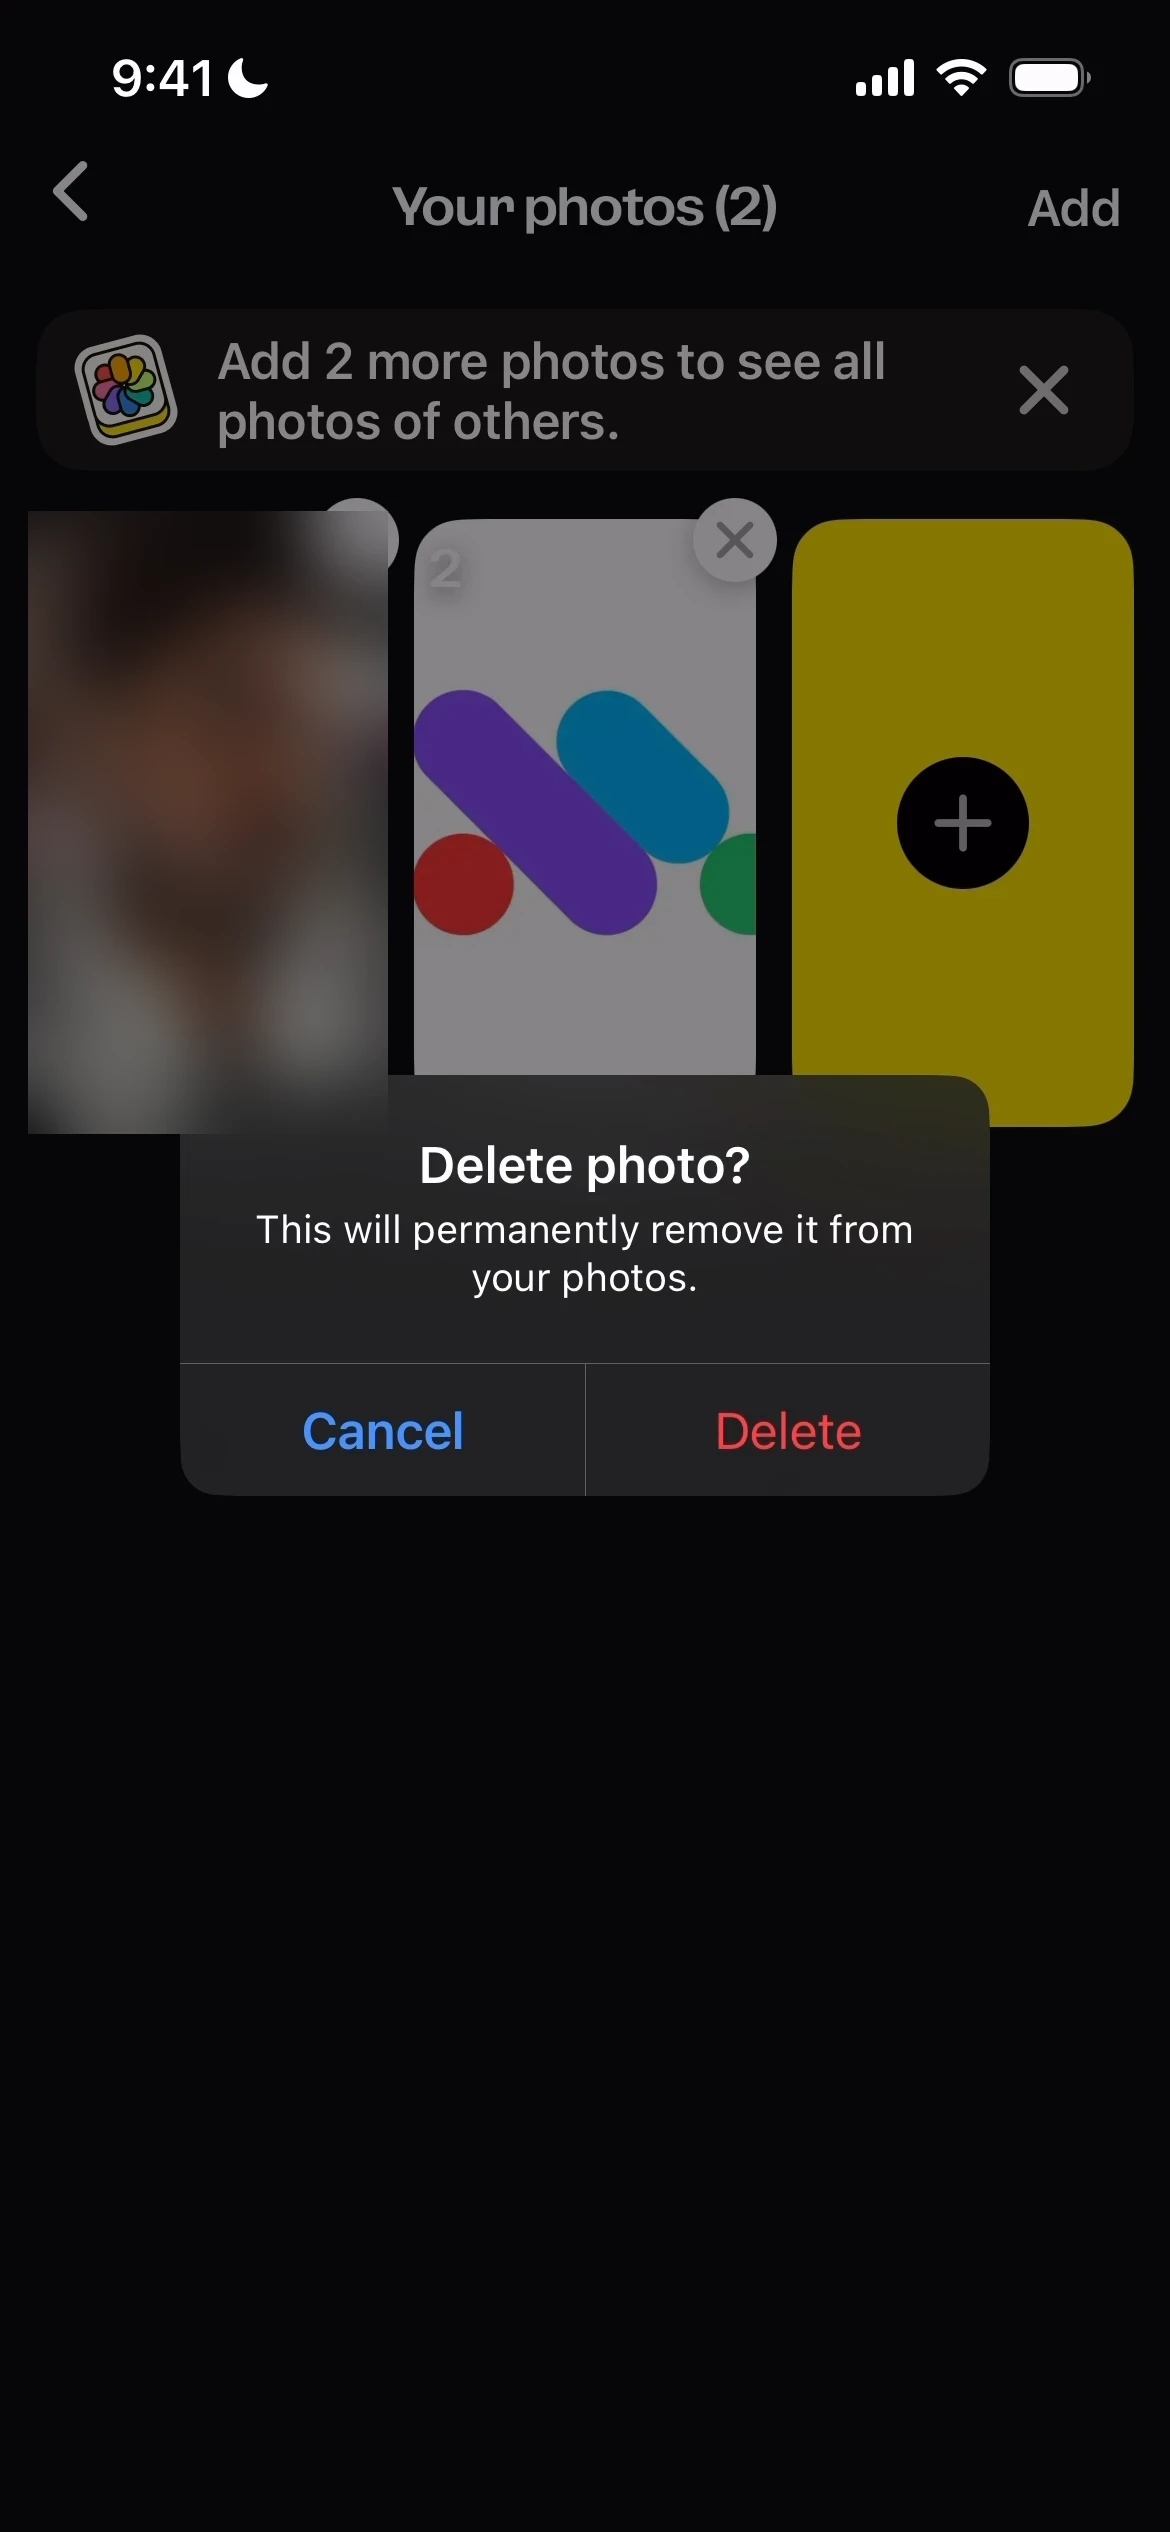 9:41
Your photos (2)
Add
Add 2 more photos to see all
photos of others.
2
Delete photo?
This will permanently remove it from
your photos.
Cancel
Delete